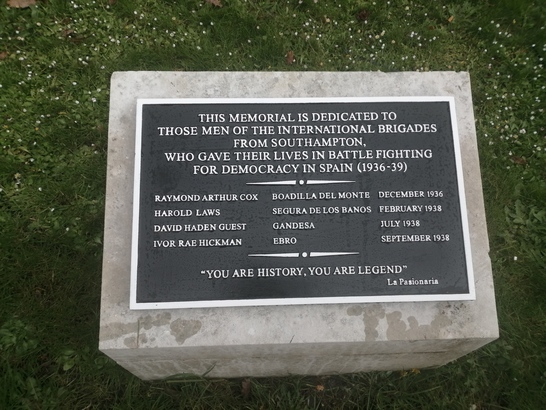 THIS MEMORIAL IS DEDICATED TO
THOSE MEN OF THE INTERNATIONAL BRIGADES
FROM SOUTHAMPTON,
WHO GAVE THEIR LIVES IN BATTLE FIGHTING
FOR DEMOCRACY IN SPAIN (1936-39)
RAYMOND ARTHUR COX BOADILLA DEL MONTE DECEMBER 1936
HAROLD LAWS SEGURA DE LOS BANOS FEBRUARY 1938
DAVID HADEN GUEST GANDESA JULY 1938
IVOR RAE HICKMAN EBRO SEPTEMBER 1938
"YOU ARE HISTORY, YOU ARE LEGEND"
La Pasionaria